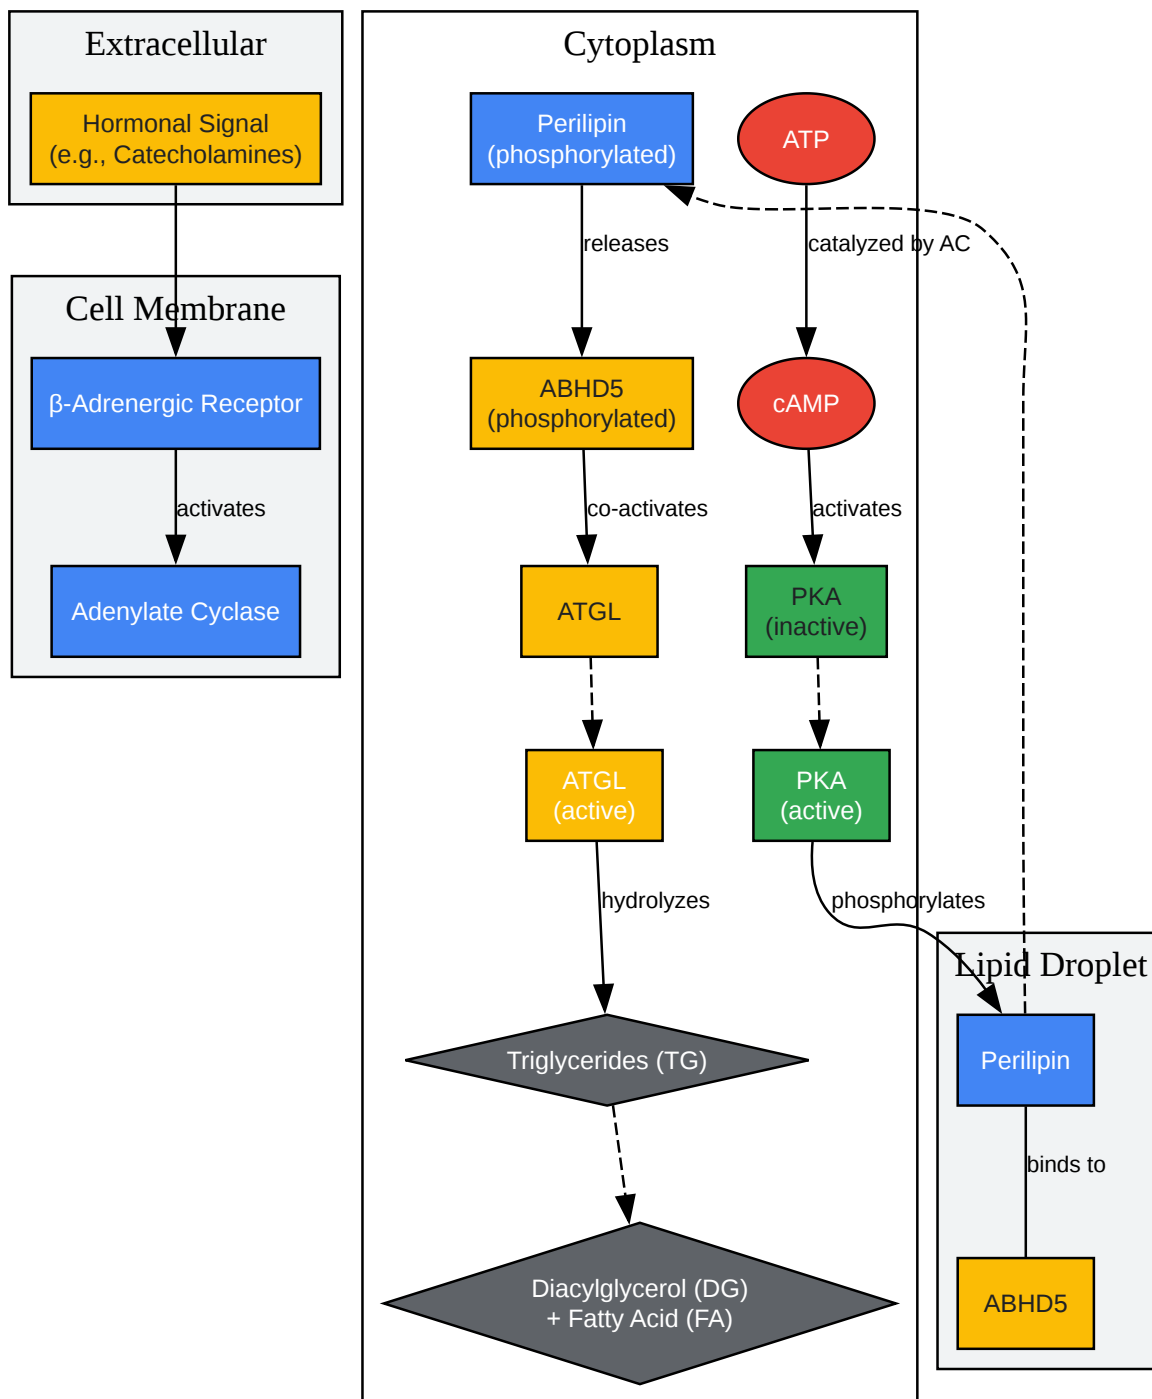 Extracellular
Hormonal Signal
(e.g., Catecholamines)
Cell Membrane
β-Adrenergic Receptor
activates
Adenylate Cyclase
Cytoplasm
Perilipin
(phosphorylated)
releases
ABHD5
(phosphorylated)
co-activates
ATGL
ATGL
(active)
hydrolyzes
Triglycerides (TG)
Diacylglycerol (DG)
+ Fatty Acid (FA)
ATP
catalyzed by AC
cAMP
activates
PKA
(inactive)
PKA
(active)
phosphorylates
Lipid Droplet
Perilipin
binds to
ABHD5